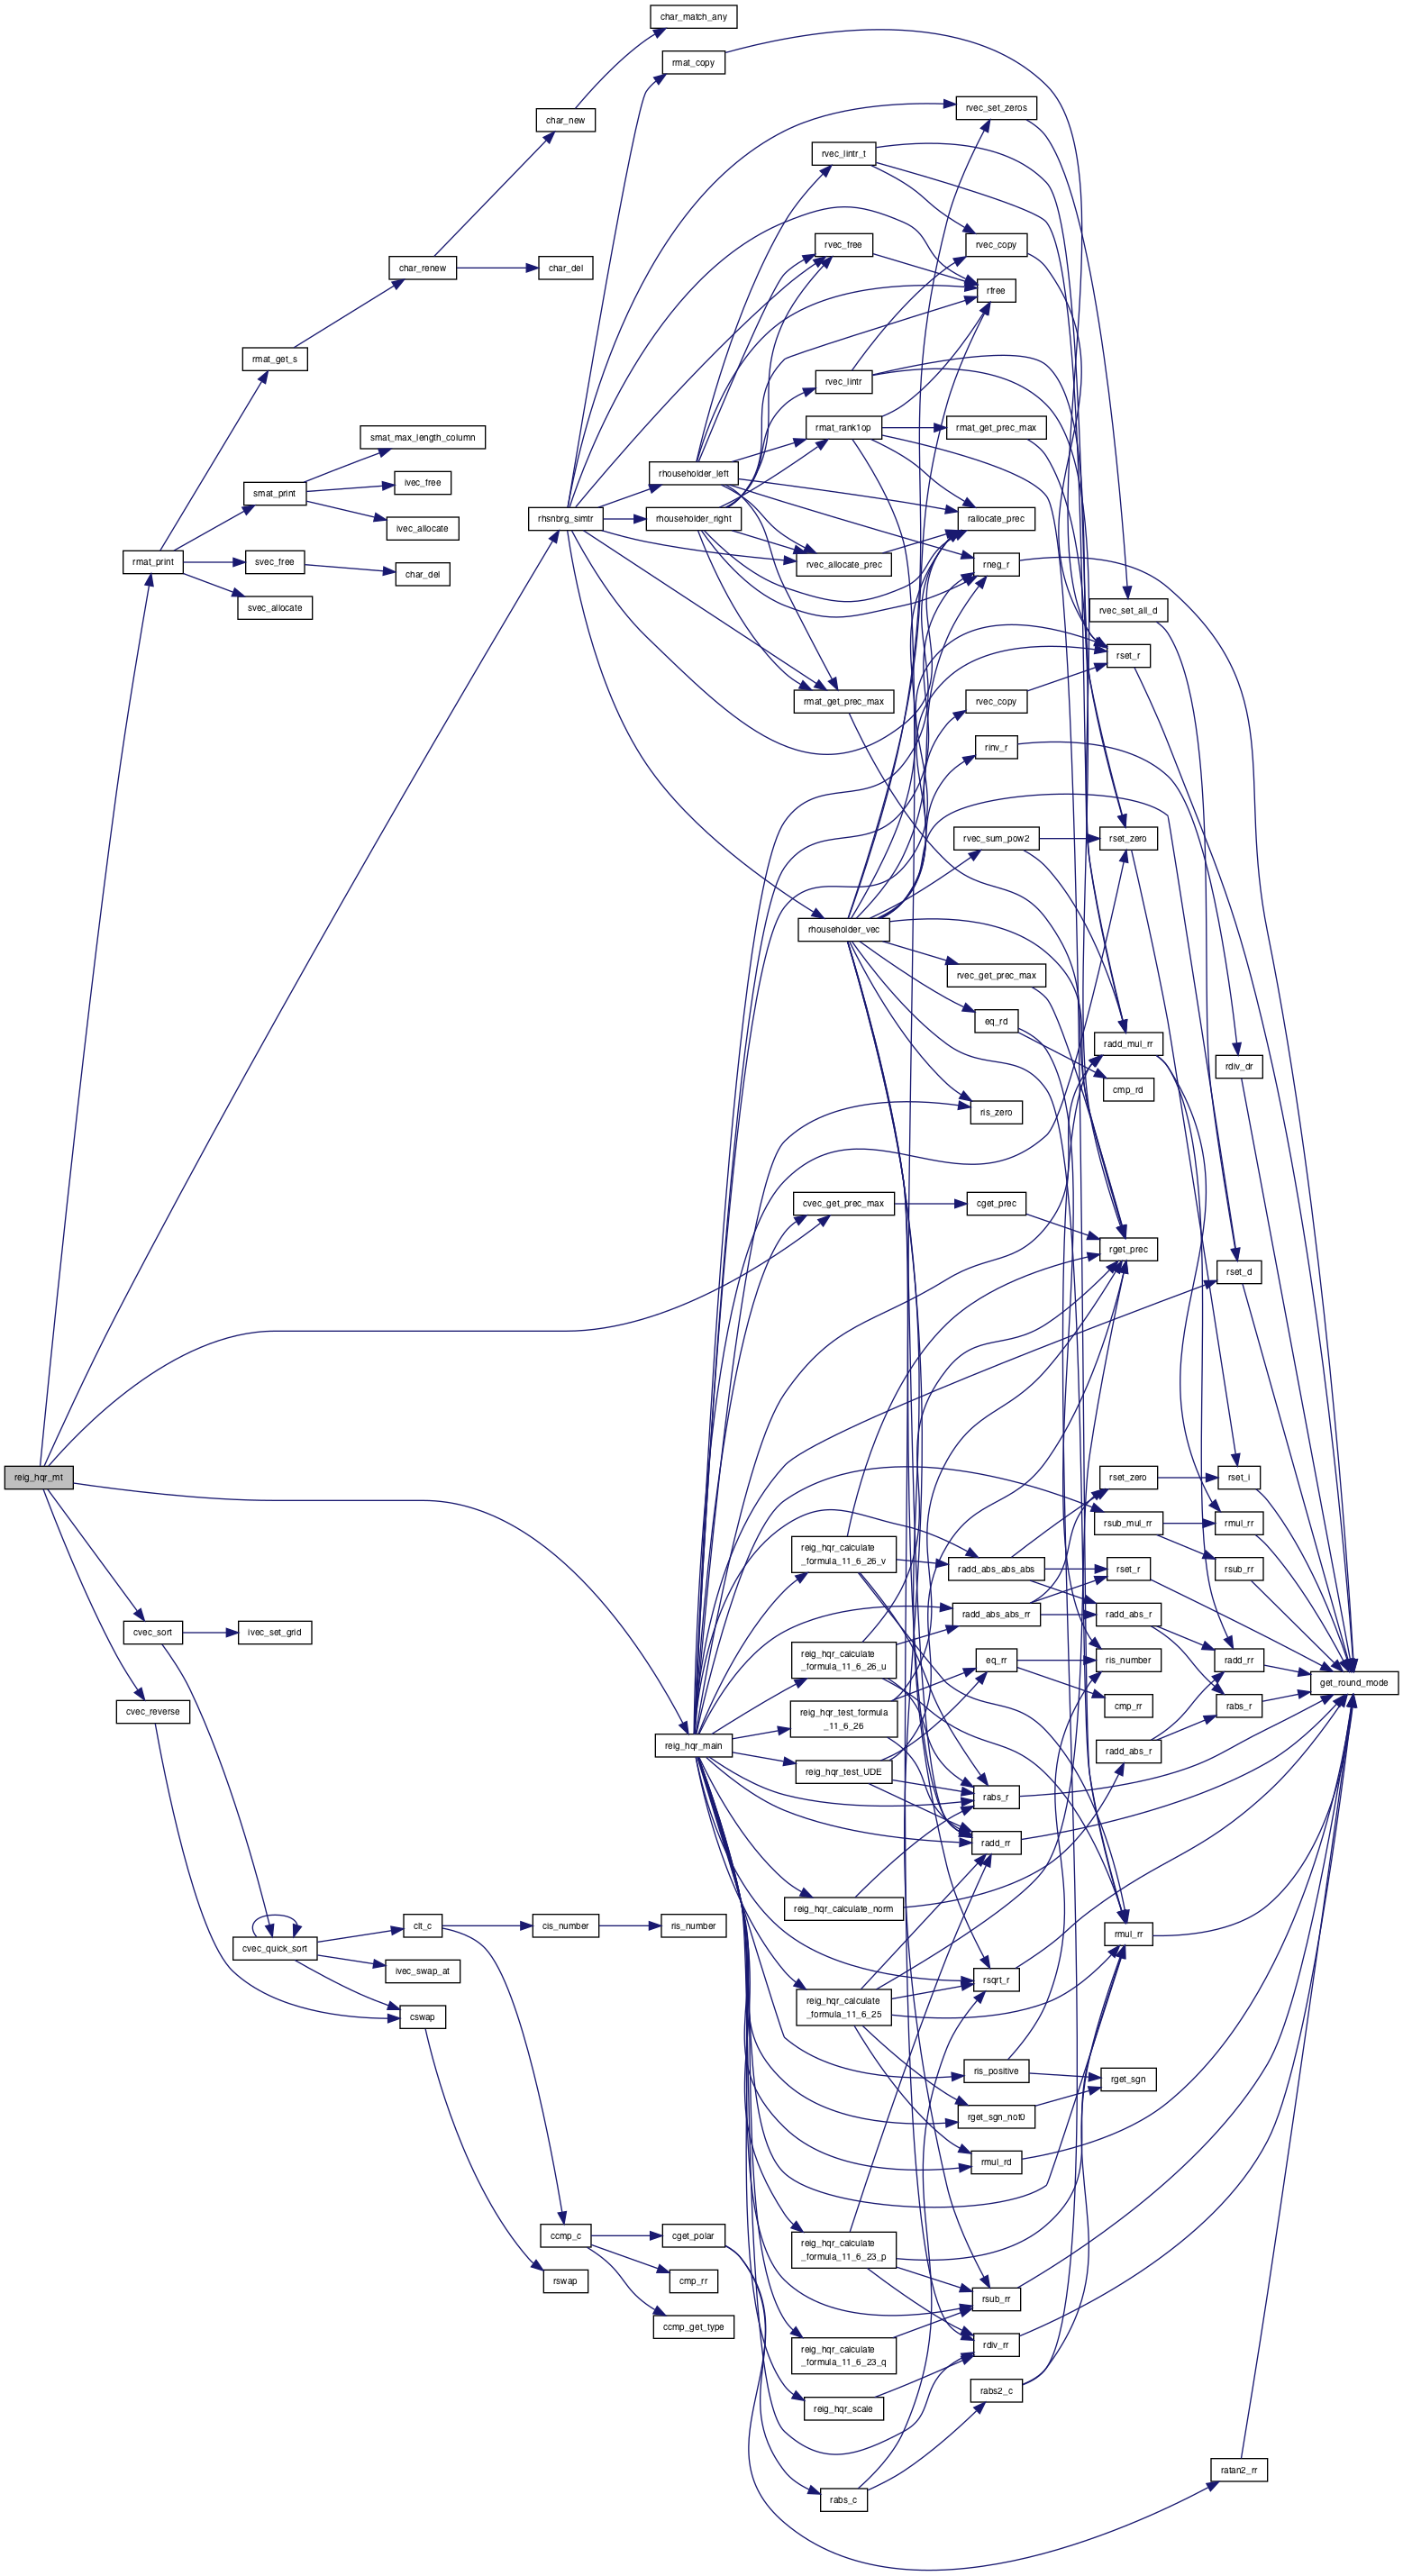 char_match_any
rmat_copy
rvec_set_zeros
char_new
rvec_lintr_t
rvec_free
rvec_copy
char_renew
char_del
rfree
rmat_get_s
rvec_lintr
rmat_rank1op
rmat_get_prec_max
smat_max_length_column
rhouseholder_left
ivec_free
smat_print
rhsnbrg_simtr
rhouseholder_right
rallocate_prec
ivec_allocate
rmat_print
svec_free
rvec_allocate_prec
rneg_r
char_del
svec_allocate
rvec_set_all_d
rset_r
rmat_get_prec_max
rvec_copy
rinv_r
rvec_sum_pow2
rset_zero
rhouseholder_vec
rvec_get_prec_max
eq_rd
radd_mul_rr
rdiv_dr
cmp_rd
ris_zero
cvec_get_prec_max
cget_prec
rget_prec
rset_d
reig_hqr_mt
rset_zero
rset_i
rsub_mul_rr
rmul_rr
reig_hqr_calculate
_formula_11_6_26_v
radd_abs_abs_abs
rset_r
rsub_rr
radd_abs_abs_rr
radd_abs_r
cvec_sort
ivec_set_grid
reig_hqr_calculate
_formula_11_6_26_u
eq_rr
ris_number
radd_rr
get_round_mode
cvec_reverse
reig_hqr_test_formula
_11_6_26
cmp_rr
rabs_r
reig_hqr_main
radd_abs_r
reig_hqr_test_UDE
rabs_r
radd_rr
reig_hqr_calculate_norm
clt_c
cis_number
ris_number
cvec_quick_sort
rmul_rr
ivec_swap_at
rsqrt_r
reig_hqr_calculate
_formula_11_6_25
cswap
ris_positive
rget_sgn
rget_sgn_not0
rmul_rd
ccmp_c
cget_polar
reig_hqr_calculate
_formula_11_6_23_p
rswap
cmp_rr
rsub_rr
ccmp_get_type
reig_hqr_calculate
_formula_11_6_23_q
rdiv_rr
rabs2_c
reig_hqr_scale
ratan2_rr
rabs_c